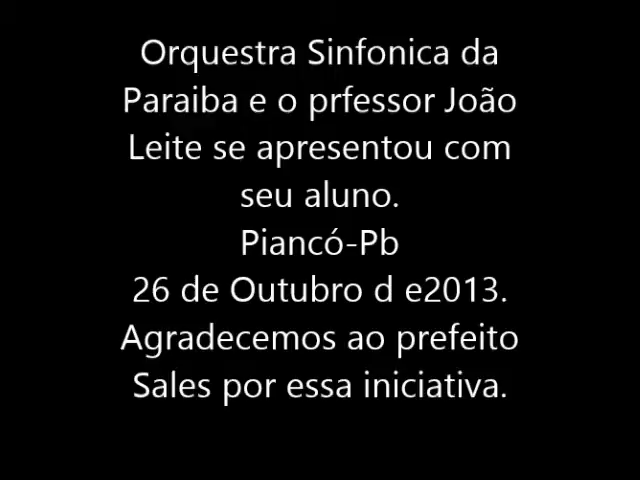 Orquestra Sinfonica da
Paraiba e o prfessor João
Leite se apresentou com
seu aluno.
Piancó-Pb
26 de Outubro d e2013.
Agradecemos ao prefeito
Sales por essa iniciativa.